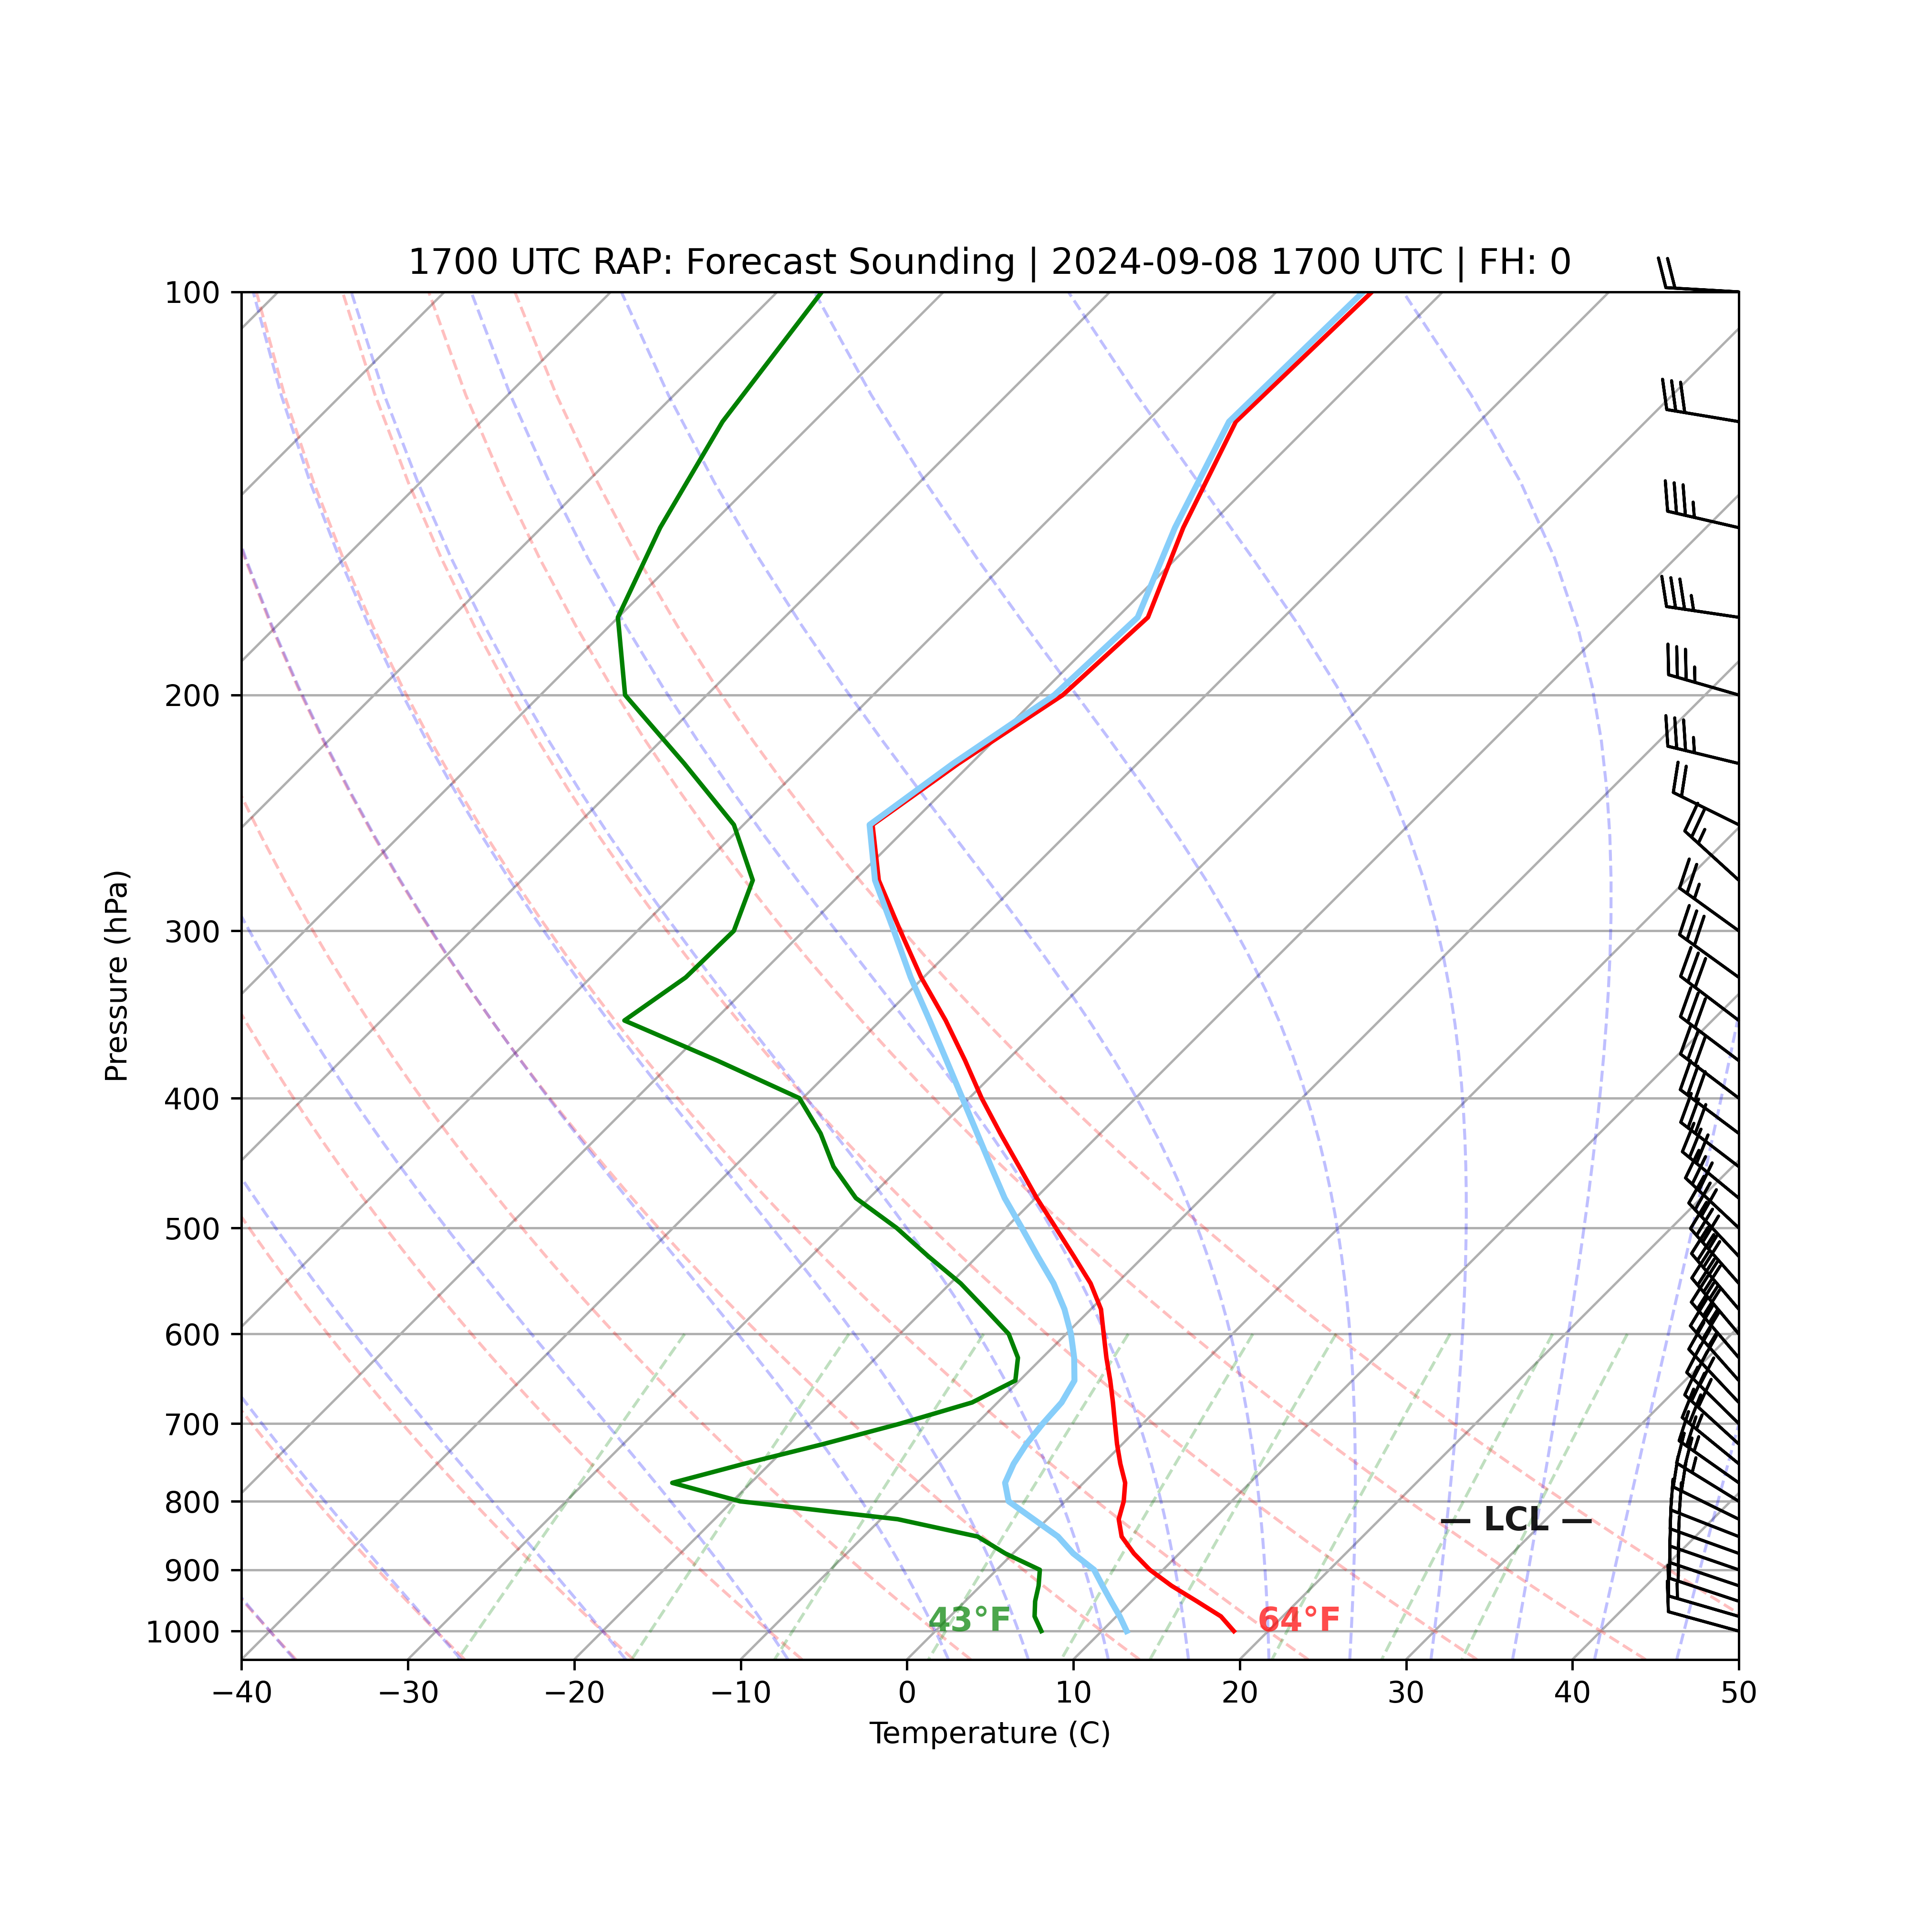 1700 UTC RAP: Forecast Sounding | 2024-09-08 1700 UTC | FH: 0
100
200
300
400
500
600
700
800
900
1000
Pressure (hPa)
— LCL —
43°F
64°F
−40 −30 −20 −10 0 10 20 30 40 50
Temperature (C)